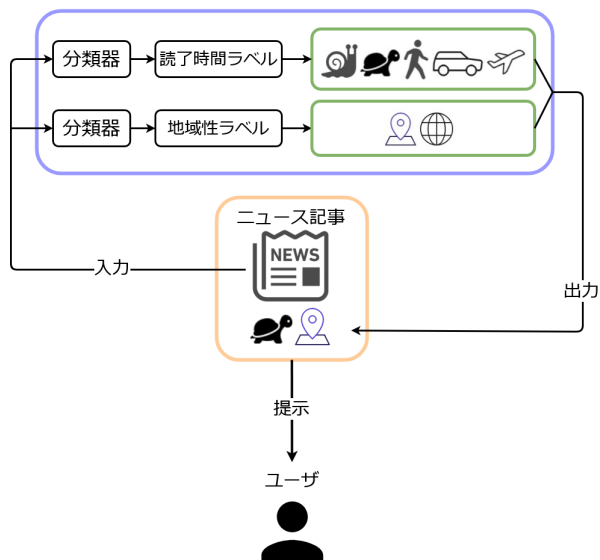 分類器
読了時間ラベル
分類器
地域性ラベル
ニュース記事
NEWS
入力
出力
提示
ユーザ